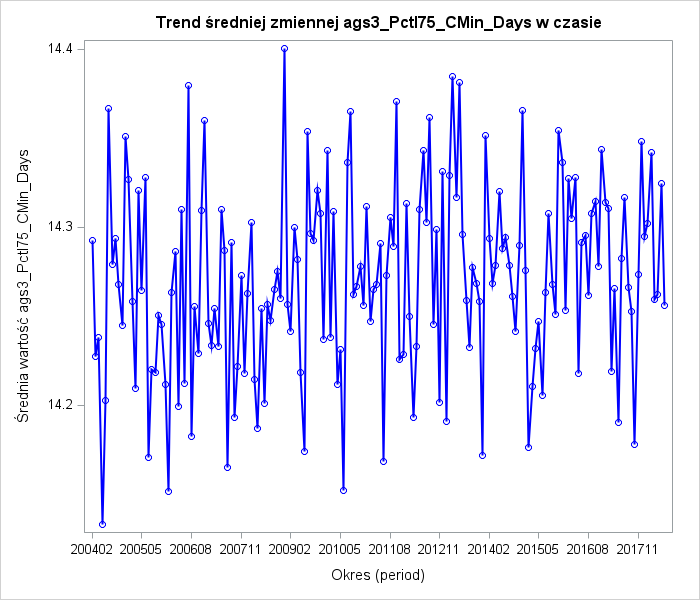 Trend średniej zmiennej ags3_Pctl75_CMin_Days w czasie
Średnia wartość ags3_Pctl75_CMin_Days
14.4
14.3
14.2
200402 200505 200608 200711 200902 201005 201108 201211 201402 201505 201608 201711
Okres (period)